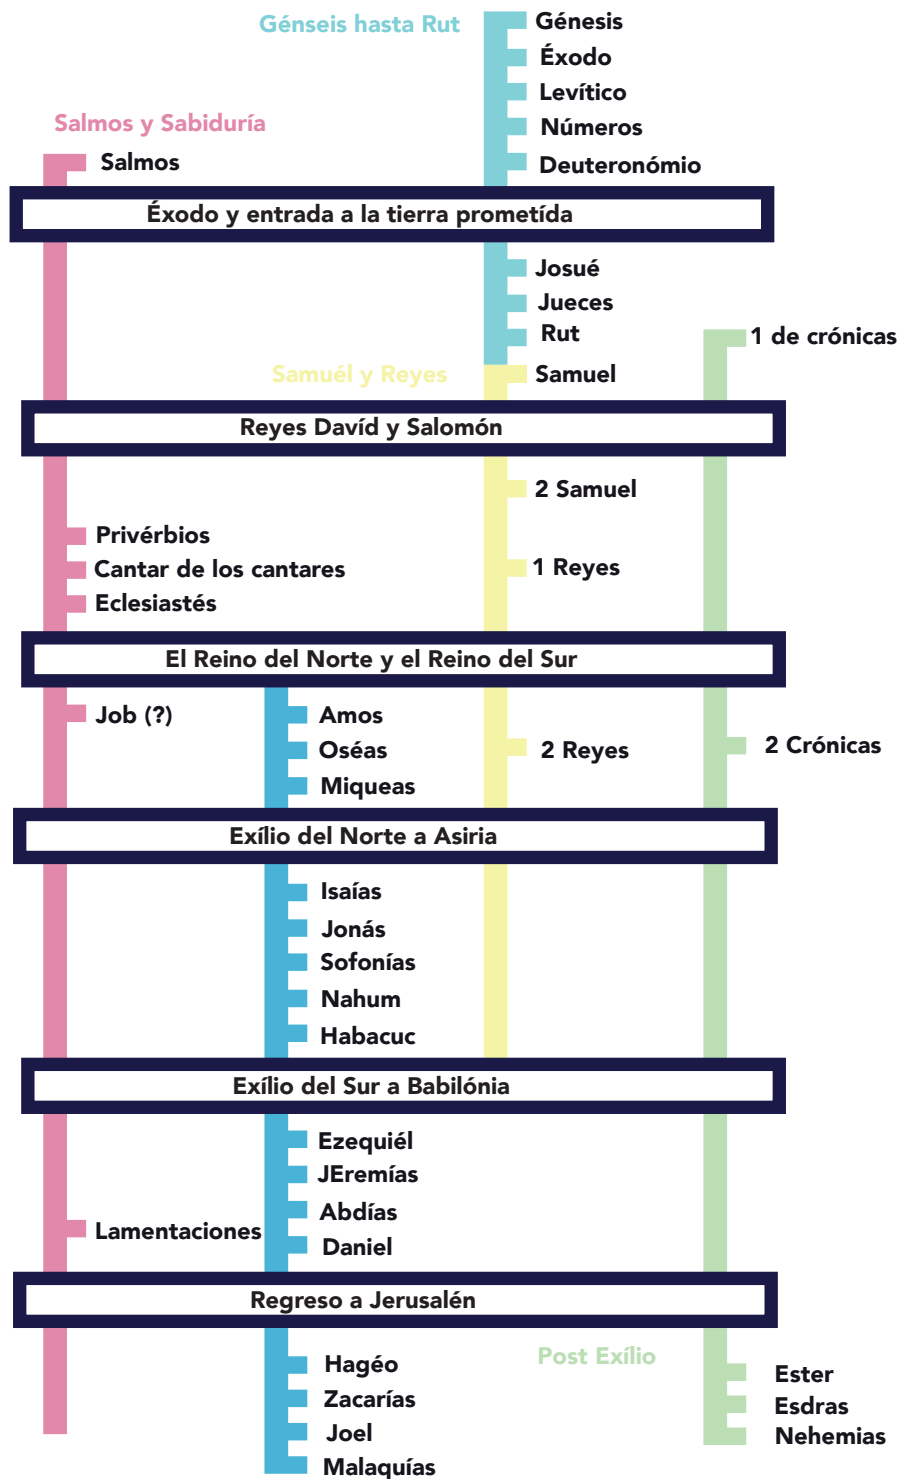 Génseis hasta Rut
Génesis
Éxodo
Levítico
Números
Deuteronómio
Salmos y Sabiduría
Salmos
Éxodo y entrada a la tierra prometída
Josué
Jueces
Rut
1 de crónicas
Samuél y Reyes
Samuel
Reyes Davíd y Salomón
2 Samuel
Privérbios
Cantar de los cantares
Eclesiastés
1 Reyes
El Reino del Norte y el Reino del Sur
Job (?)
Amos
Oséas
Miqueas
2 Reyes
2 Crónicas
Exílio del Norte a Asiria
Isaías
Jonás
Sofonías
Nahum
Habacuc
Exílio del Sur a Babilónia
Ezequiél
JEremías
Abdías
Daniel
Lamentaciones
Regreso a Jerusalén
Hagéo
Zacarías
Joel
Malaquías
Post Exílio
Ester
Esdras
Nehemias